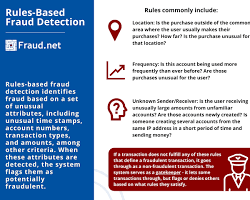 Rules-Based
Fraud Detection
Fraud.net
Rules-based fraud
detection identifies
fraud based on a set
of unusual
attributes, including
unusual time stamps,
account numbers,
transaction types,
and amounts, among
other criteria. When
these attributes are
detected, the system
flags them as
potentially
fraudulent.
Rules commonly include:
Location: Is the purchase outside of the common
area where the user usually makes their
purchases? How far? Is the purchase unusual for
that location?
Frequency: Is this account being used more
frequently than ever before? Are those
purchases unusual for the user?
Unknown Sender/Receiver: Is the user receiving
unusually large amounts from unfamiliar
accounts? Are those accounts newly created? Is
someone creating several accounts from the
same IP address in a short period of time and
sending money?
If a transaction does not fulfill any of these rules
that define a fraudulent transaction, it goes
through as a non-fraudulent transaction. The
system serves as a gatekeeper - it lets some
transactions through, but flags or denies others
based on what rules they satisfy.